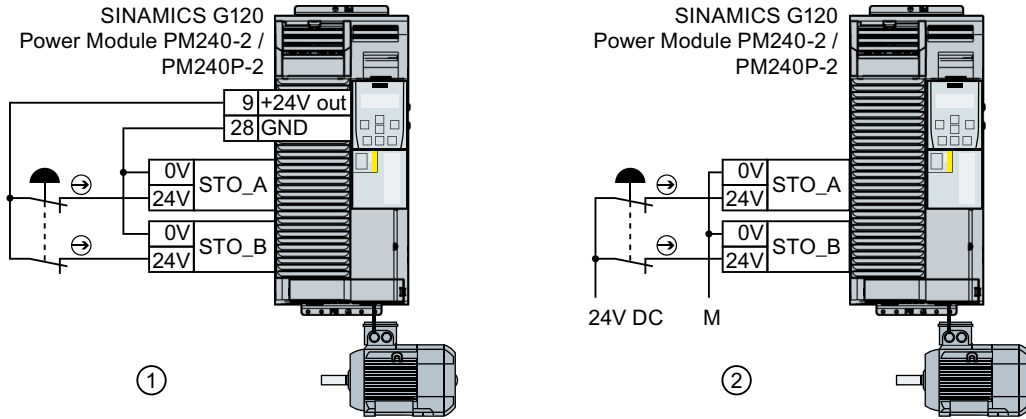 SINAMICS G120
Power Module PM240-2 /
PM240P-2
9 +24V out
28 GND
0V
24V
STO_A
0V
24V
STO_B
1
SINAMICS G120
Power Module PM240-2 /
PM240P-2
0V
24V
STO_A
0V
24V
STO_B
24V DC
M
2